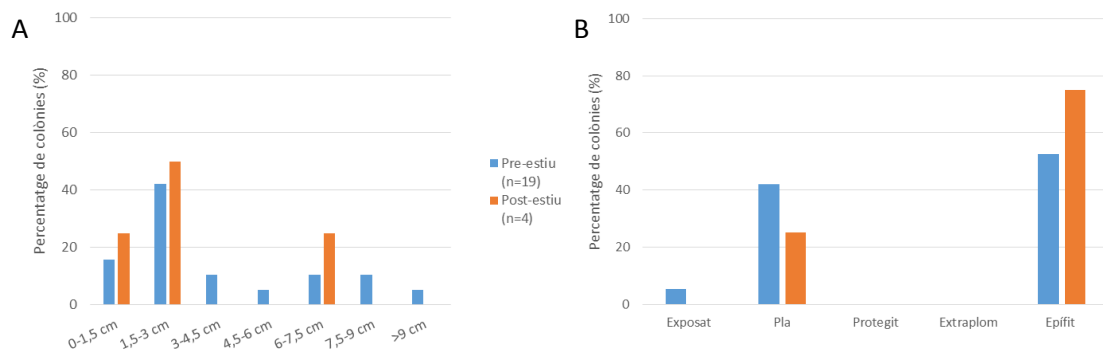 A
Percentatge de colònies (%)
100
80
60
40
20
0
0-1,5 cm
1,5-3 cm
3-4,5 cm
4,5-6 cm
6-7,5 cm
7,5-9 cm
>9 cm
Pre-estiu
(n=19)
Post-estiu
(n=4)
B
Percentatge de colònies (%)
100
80
60
40
20
0
Exposat
Pla
Protegit
Extraplom
Epífit